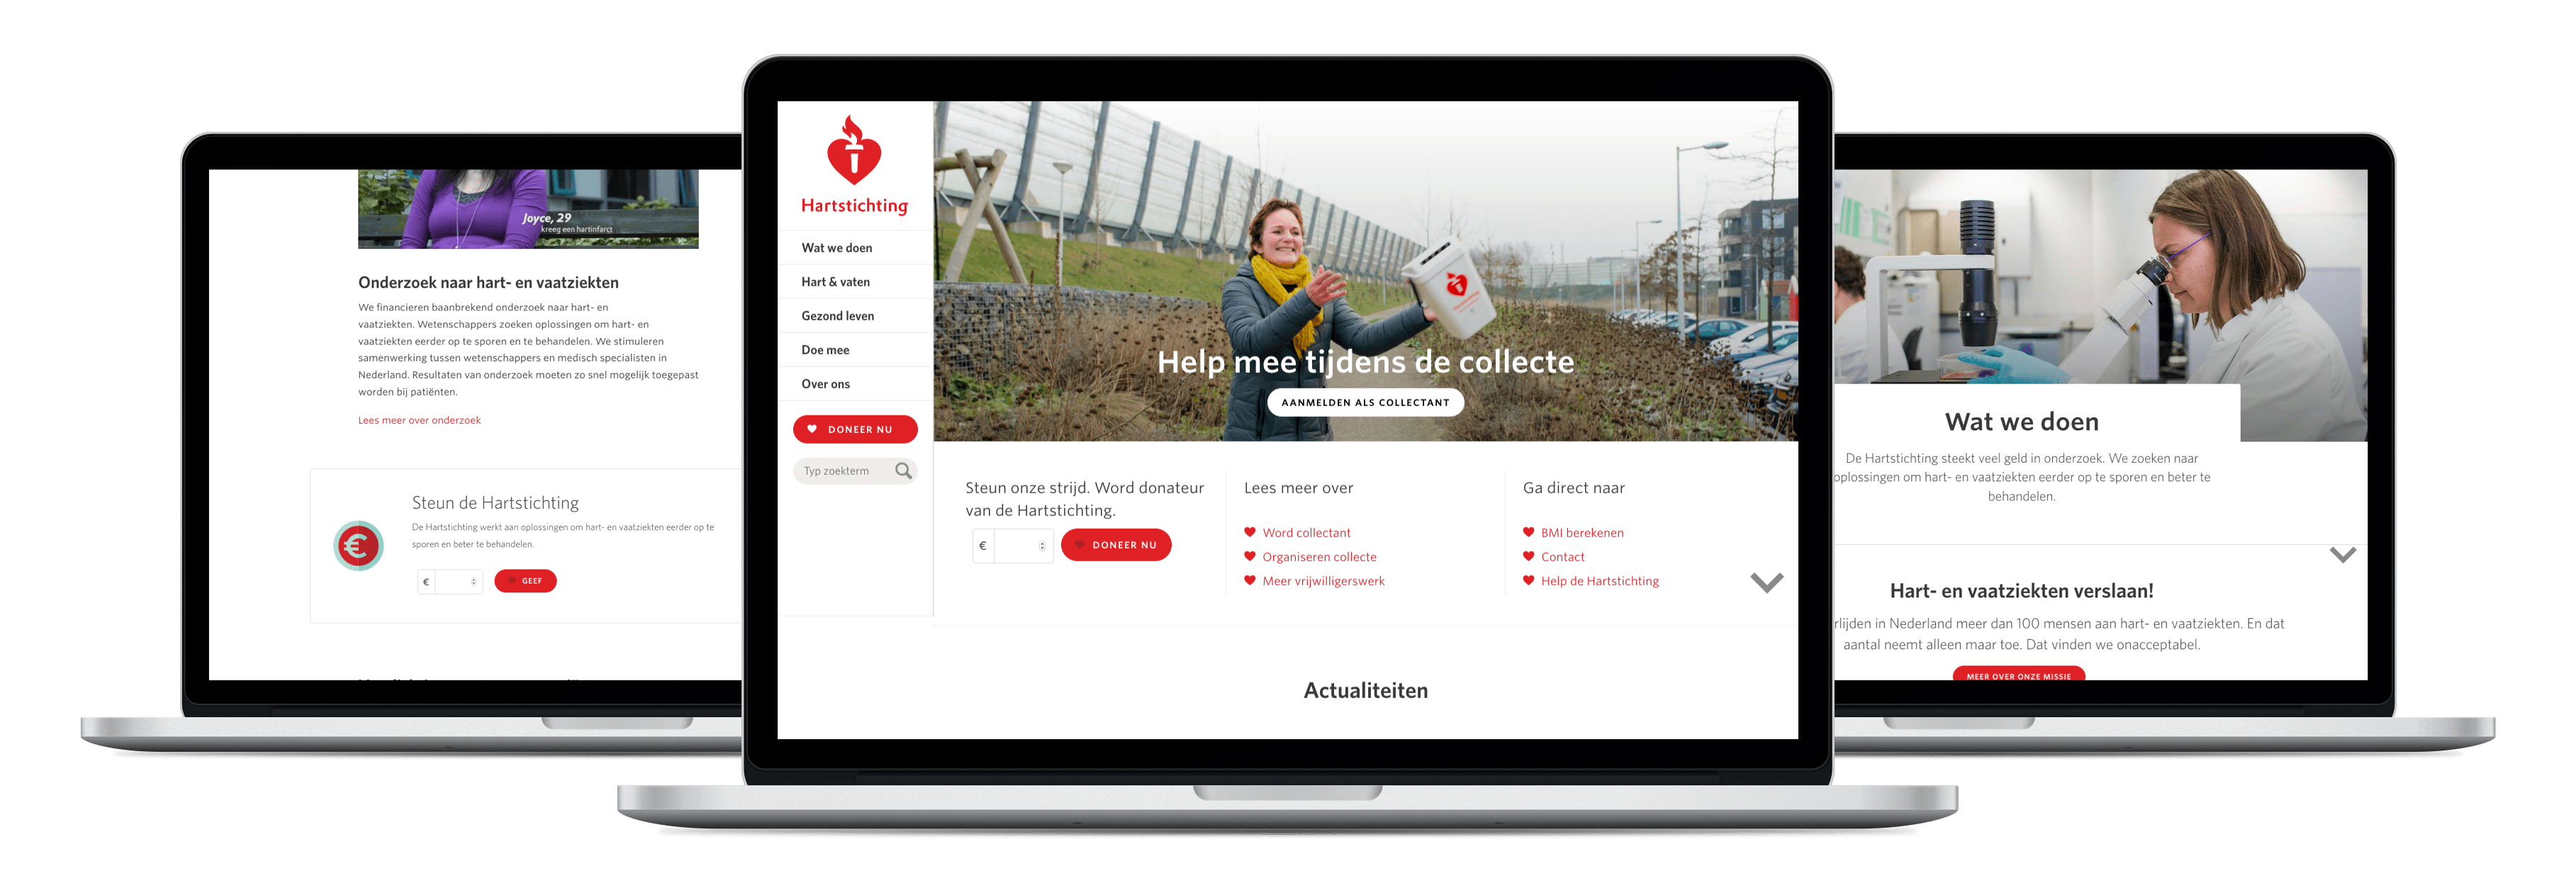 Joyce, 29
kreeg een hartinfarct
Onderzoek naar hart- en vaatziekten
We financieren baanbrekend onderzoek naar hart- en
vaatziekten. Wetenschappers zoeken oplossingen om hart- en
vaatziekten eerder op te sporen en te behandelen. We stimuleren
samenwerking tussen wetenschappers en medisch specialisten in
Nederland. Resultaten van onderzoek moeten zo snel mogelijk toegepast
worden bij patiënten.
Lees meer over onderzoek
Steun de Hartstichting
De Hartstichting werkt aan oplossingen om hart- en vaatziekten eerder op te
sporen en beter te behandelen.
€
GEEF
Hartstichting
Wat we doen
Hart & vaten
Gezond leven
Doe mee
Over ons
DONEER NU
Typ zoekterm
Help mee tijdens de collecte
AANMELDEN ALS COLLECTANT
Steun onze strijd. Word donateur
van de Hartstichting.
€
DONEER NU
Lees meer over
Word collectant
Organiseren collecte
Meer vrijwilligerswerk
Ga direct naar
BMI berekenen
Contact
Help de Hartstichting
Actualiteiten
Wat we doen
De Hartstichting steekt veel geld in onderzoek. We zoeken naar
oplossingen om hart- en vaatziekten eerder op te sporen en beter te
behandelen.
Hart- en vaatziekten verslaan!
rlijden in Nederland meer dan 100 mensen aan hart- en vaatziekten. En dat
aantal neemt alleen maar toe. Dat vinden we onacceptabel.
MEER OVER ONZE MISSIE